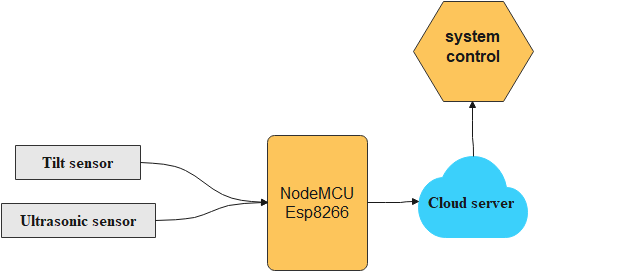 system
control
Tilt sensor
Ultrasonic sensor
NodeMCU
Esp8266
Cloud server